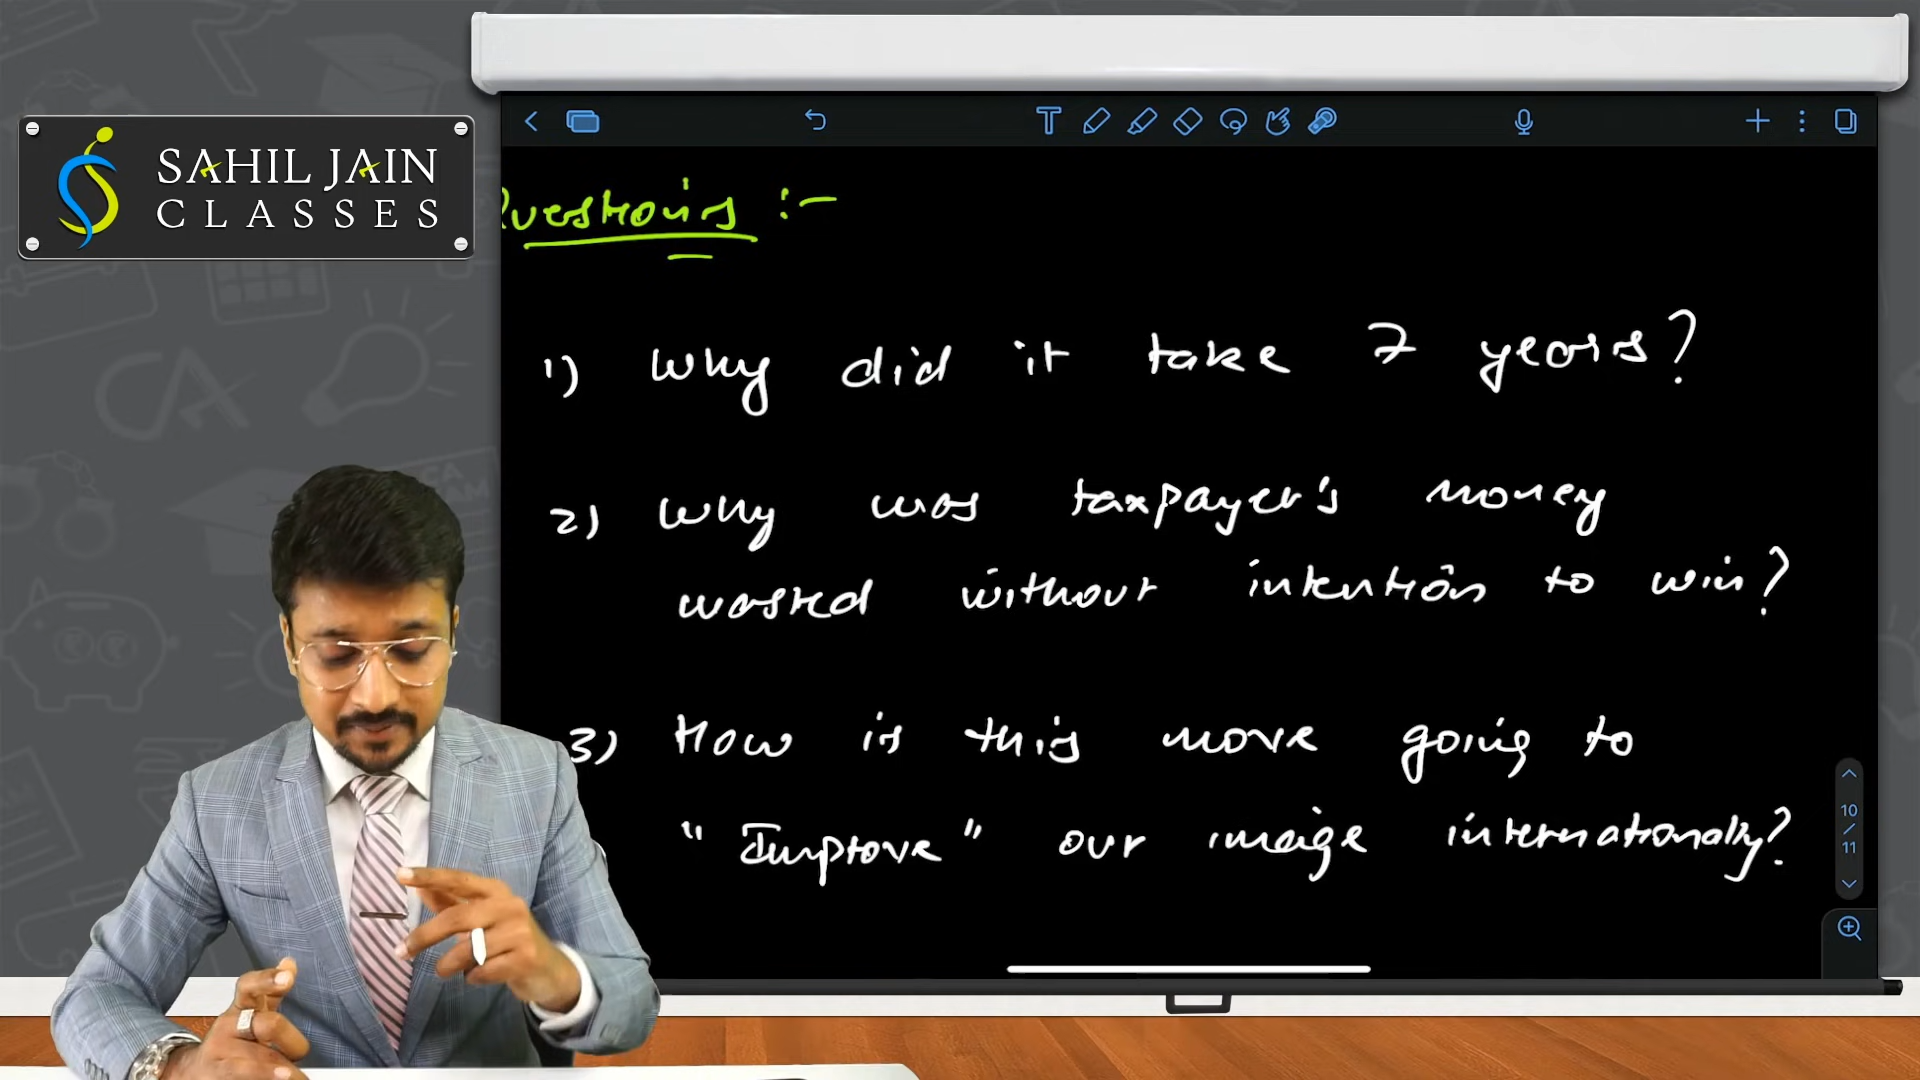 SAHIL JAIN
CLASSES
Questions :-
1) Why did it take 7 years?
2) Why was taxpayer's money
wasted without intention to win?
3) How is this move going to
"Improve" our image internationally?
10
/
11